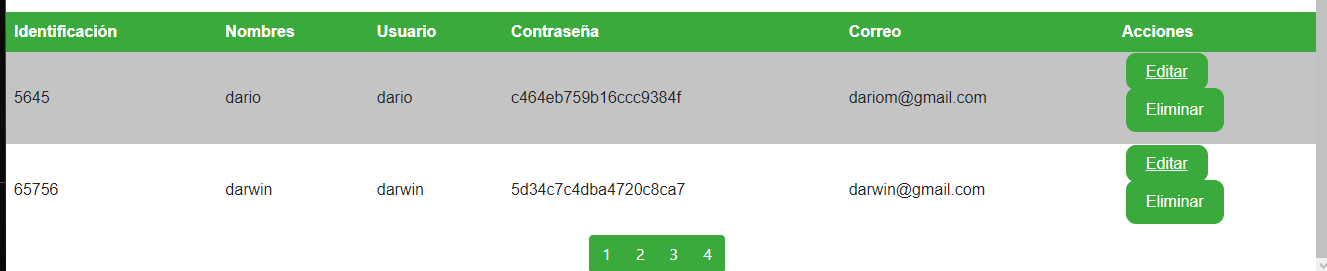 Identificación Nombres Usuario Contraseña Correo Acciones
5645 dario dario c464eb759b16ccc9384f dariom@gmail.com Editar
Eliminar
65756 darwin darwin 5d34c7c4dba4720c8ca7 darwin@gmail.com Editar
Eliminar
1 2 3 4